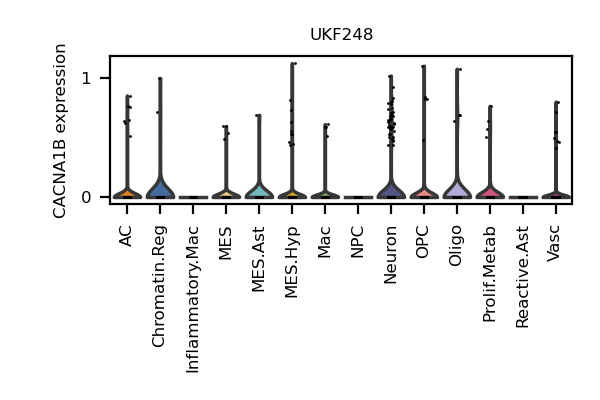 UKF248
CACNA1B expression
1
0
AC
Chromatin.Reg
Inflammatory.Mac
MES
MES.Ast
MES.Hyp
Mac
NPC
Neuron
OPC
Oligo
Prolif.Metab
Reactive.Ast
Vasc